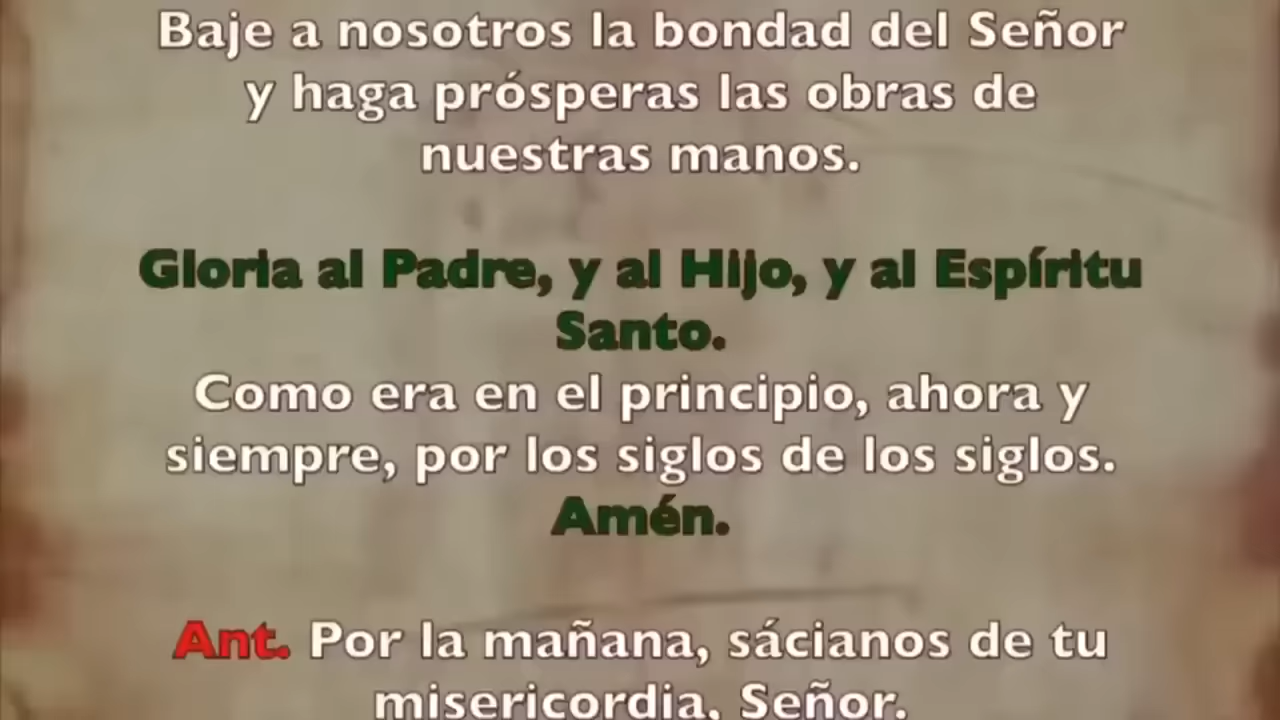 Baje a nosotros la bondad del Señor
y haga prósperas las obras de
nuestras manos.
Gloria al Padre, y al Hijo, y al Espíritu
Santo.
Como era en el principio, ahora y
siempre, por los siglos de los siglos.
Amén.
Ant. Por la mañana, sácianos de tu
misericordia, Señor.